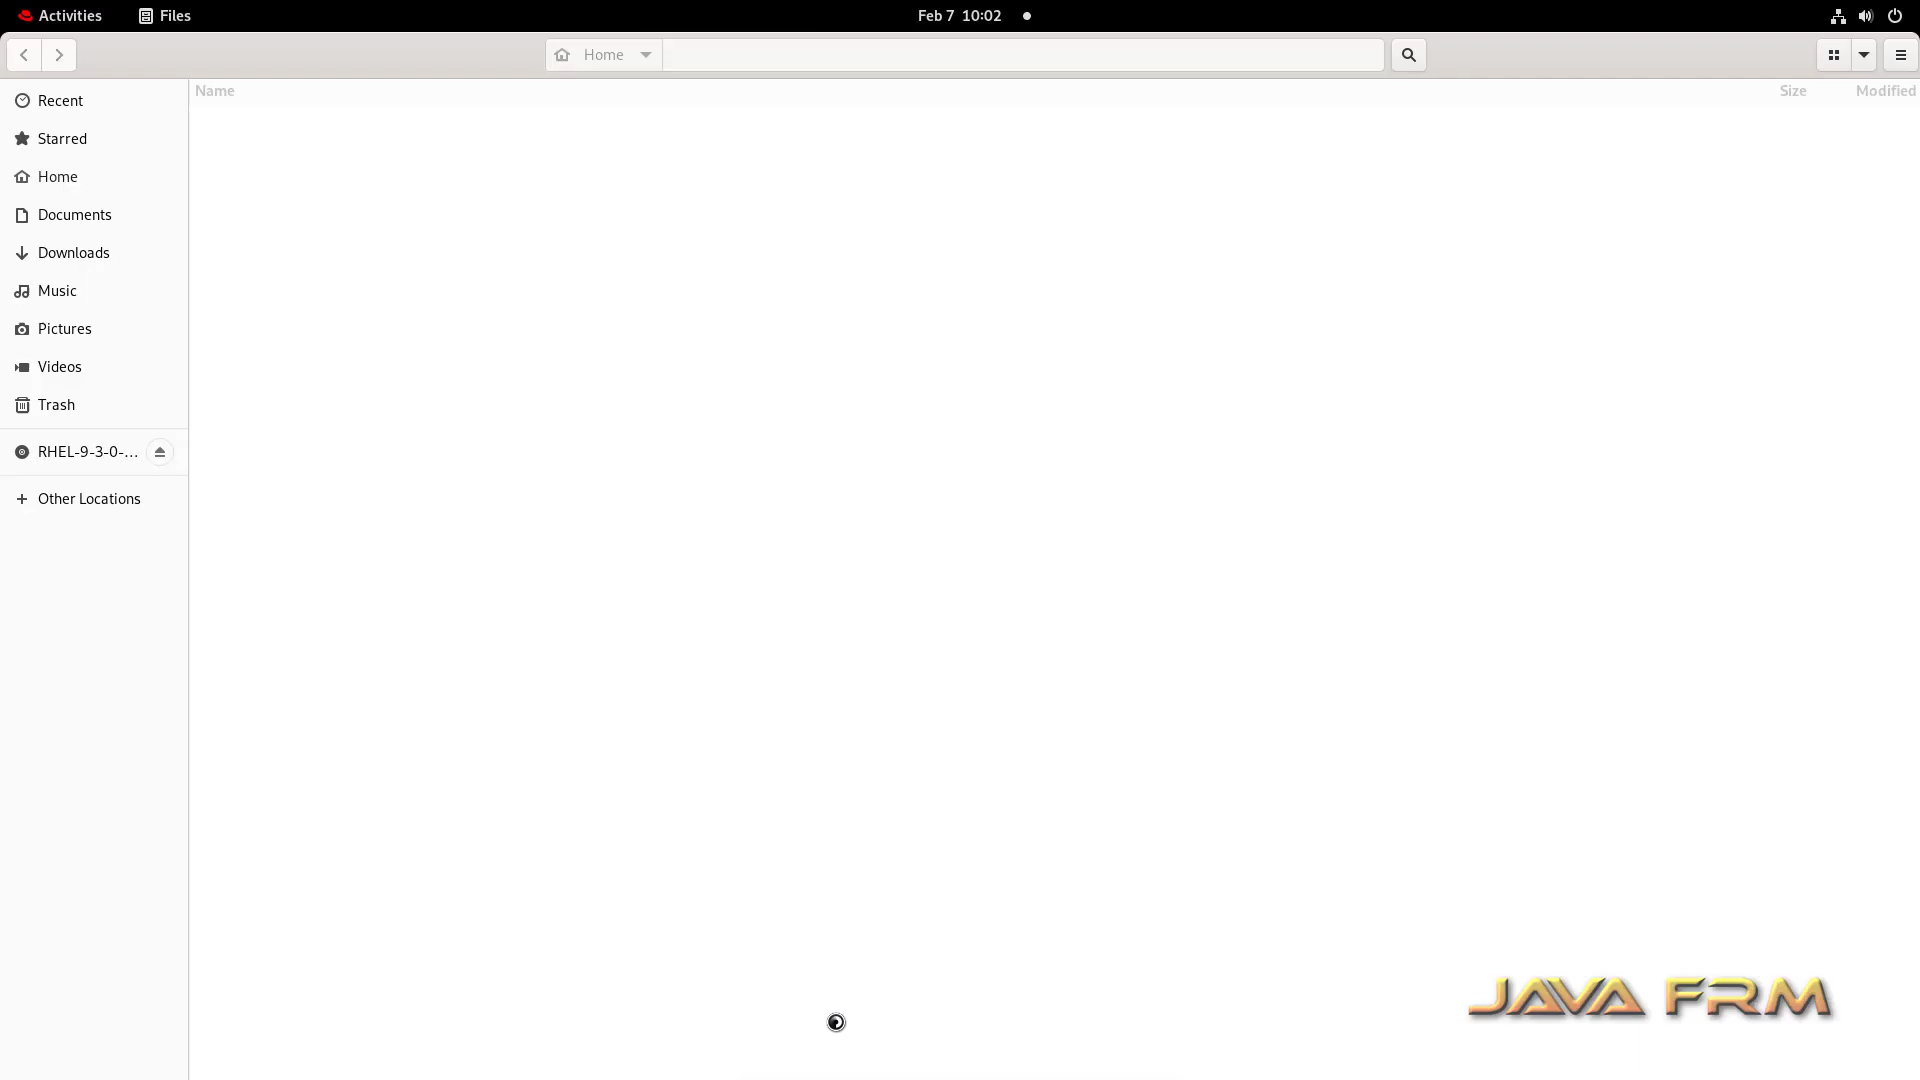 Activities Files Feb 7 10:02
Home
Name Size Modified
Recent
Starred
Home
Documents
Downloads
Music
Pictures
Videos
Trash
RHEL-9-3-0-...
Other Locations
JAVA FRM